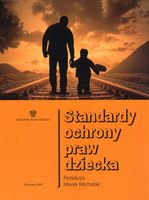 Standardy
ochrony
praw
dziecka
Redakcja
Marek Michalak